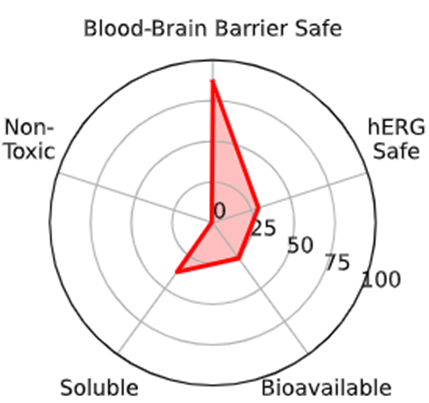 Blood-Brain Barrier Safe
Non-
Toxic
hERG
Safe
0
25
50
75
100
Soluble
Bioavailable